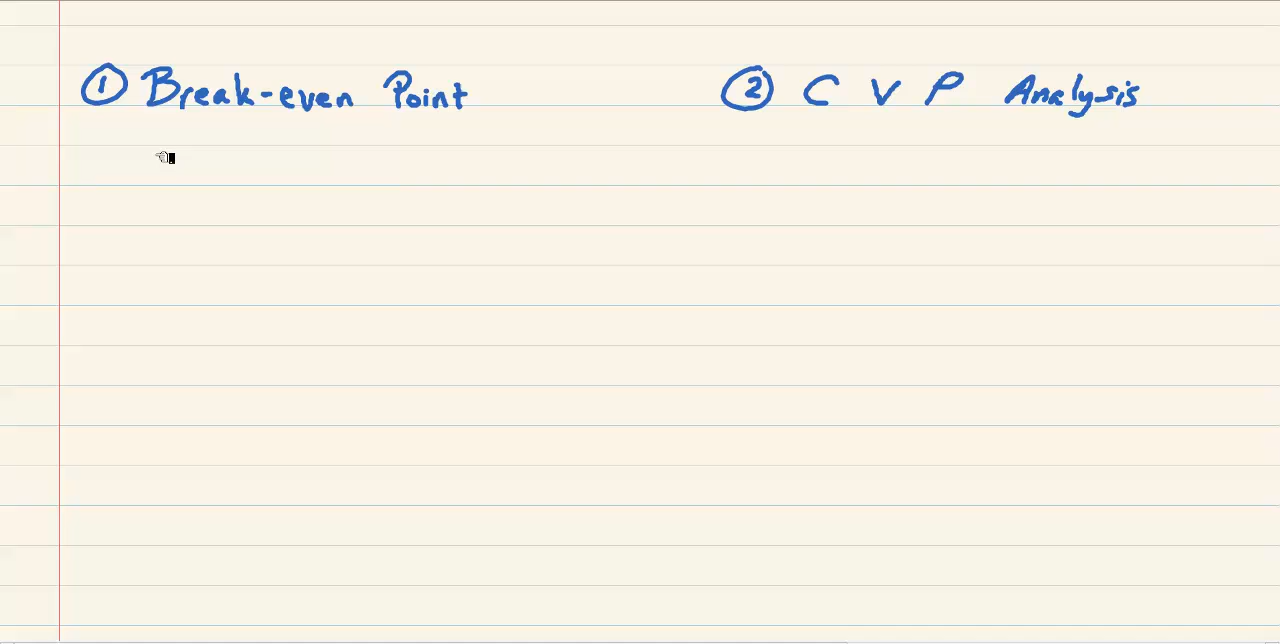 ① Break-even Point
② C V P Analysis